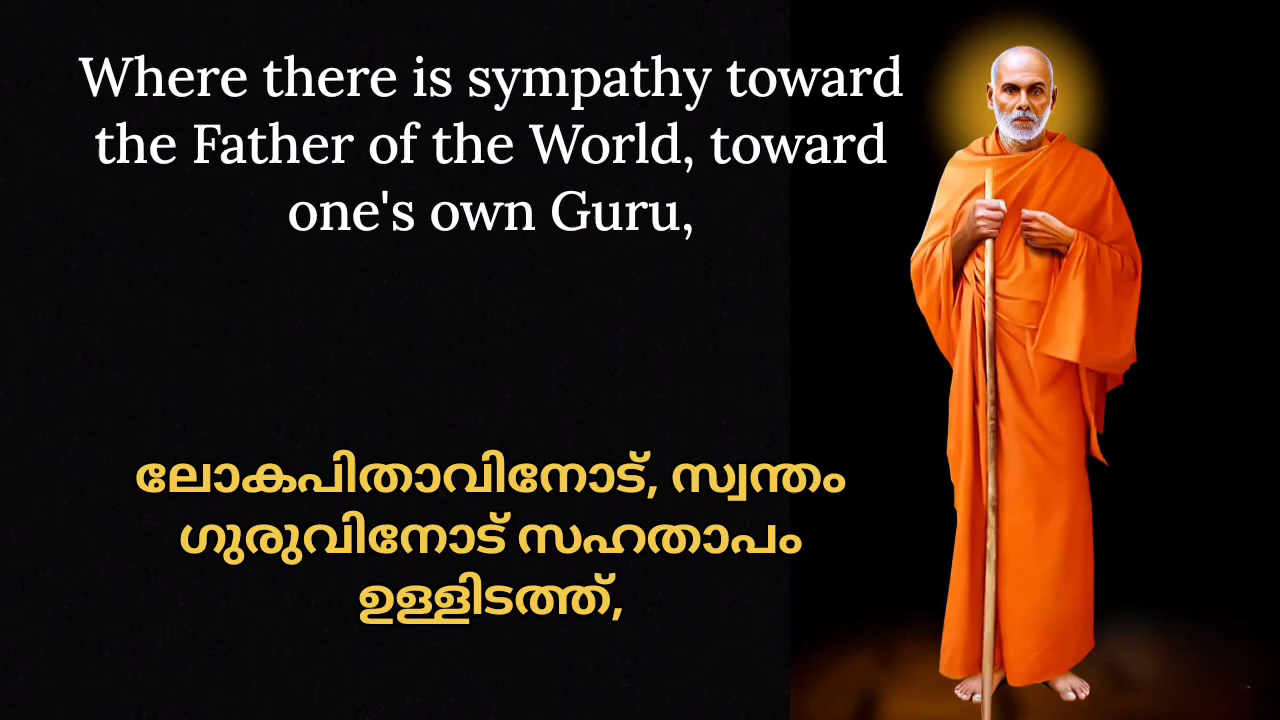 Where there is sympathy toward
the Father of the World, toward
one's own Guru,
ലോകപിതാവിനോട്, സ്വന്തം
ഗുരുവിനോട് സഹതാപം
ഉള്ളിടത്ത്,